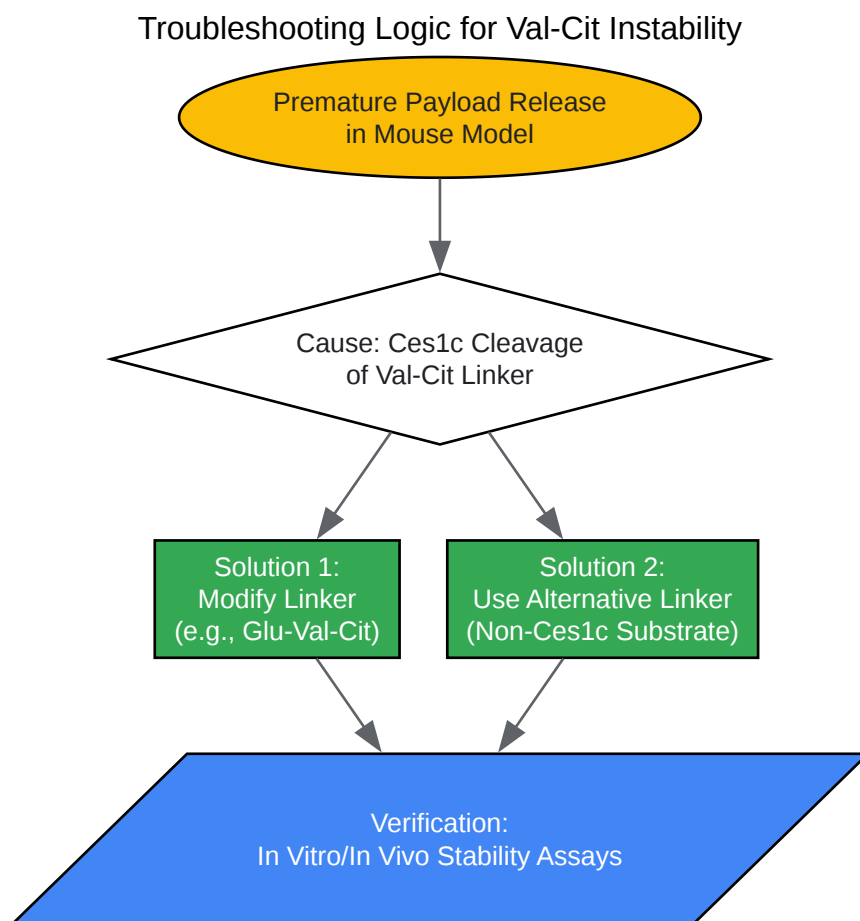 Troubleshooting Logic for Val-Cit Instability
Premature Payload Release
in Mouse Model
Cause: Ces1c Cleavage
of Val-Cit Linker
Solution 1:
Modify Linker
(e.g., Glu-Val-Cit)
Solution 2:
Use Alternative Linker
(Non-Ces1c Substrate)
Verification:
In Vitro/In Vivo Stability Assays